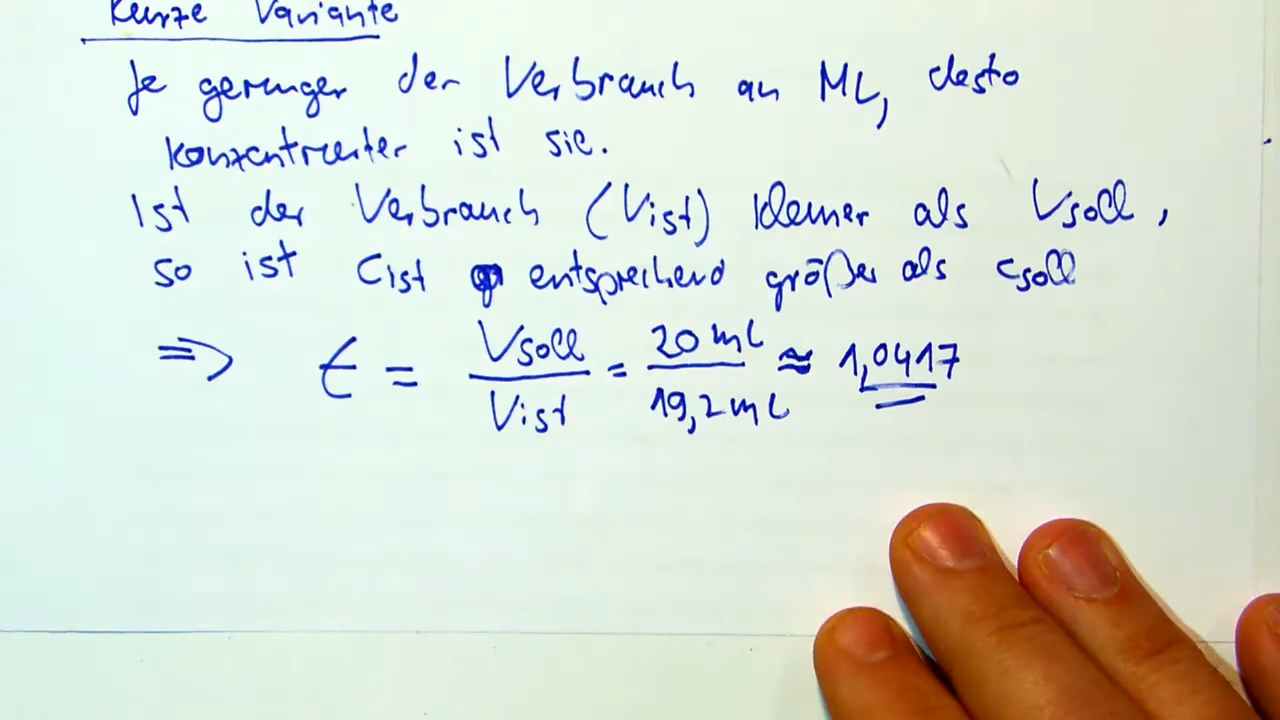 Kurze Variante
Je geringer der Verbrauch an ML, desto
konzentrierter ist sie.
Ist der Verbrauch (Vist) kleiner als Vsoll,
so ist cist entsprechend größer als csoll
=> t = Vsoll / Vist = 20 ml / 19,2 ml ≈ 1,0417